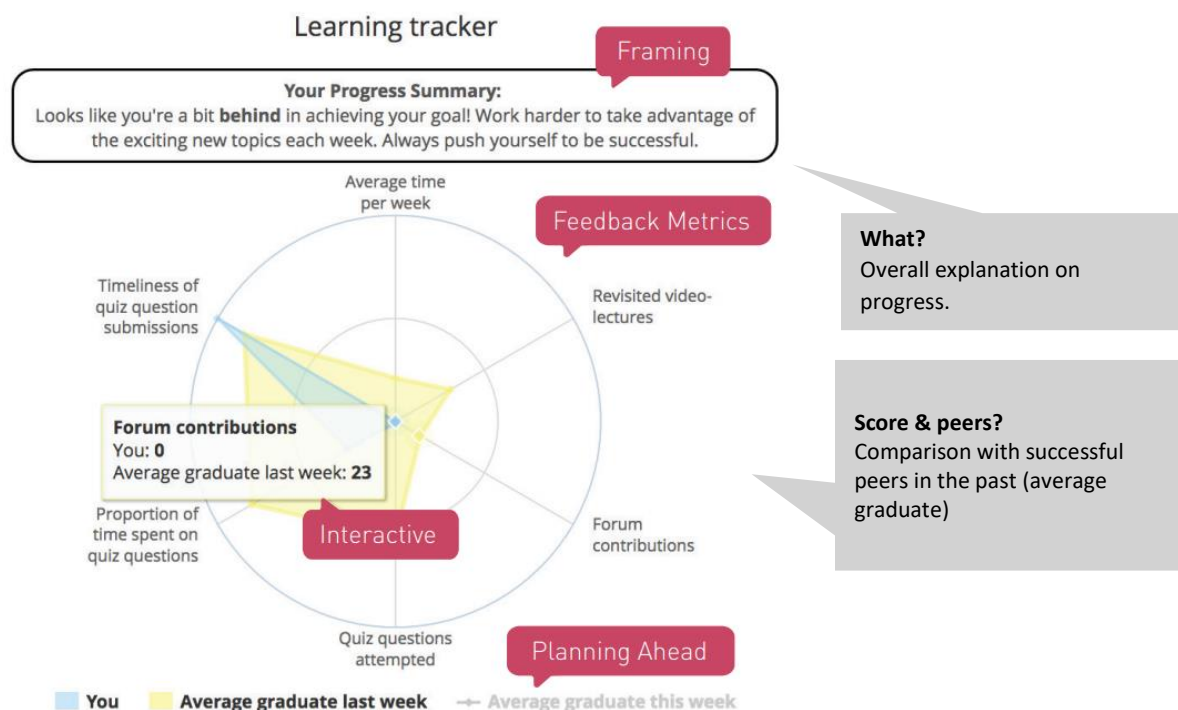 Learning tracker
Framing
Your Progress Summary:
Looks like you're a bit behind in achieving your goal! Work harder to take advantage of
the exciting new topics each week. Always push yourself to be successful.
Average time
per week
Feedback Metrics
What?
Overall explanation on
progress.
Timeliness of
quiz question
submissions
Revisited video-
lectures
Forum contributions
You: 0
Average graduate last week: 23
Score & peers?
Comparison with successful
peers in the past (average
graduate)
Proportion of
time spent on
quiz questions
Interactive
Forum
contributions
Quiz questions
attempted
Planning Ahead
You
Average graduate last week
Average graduate this week